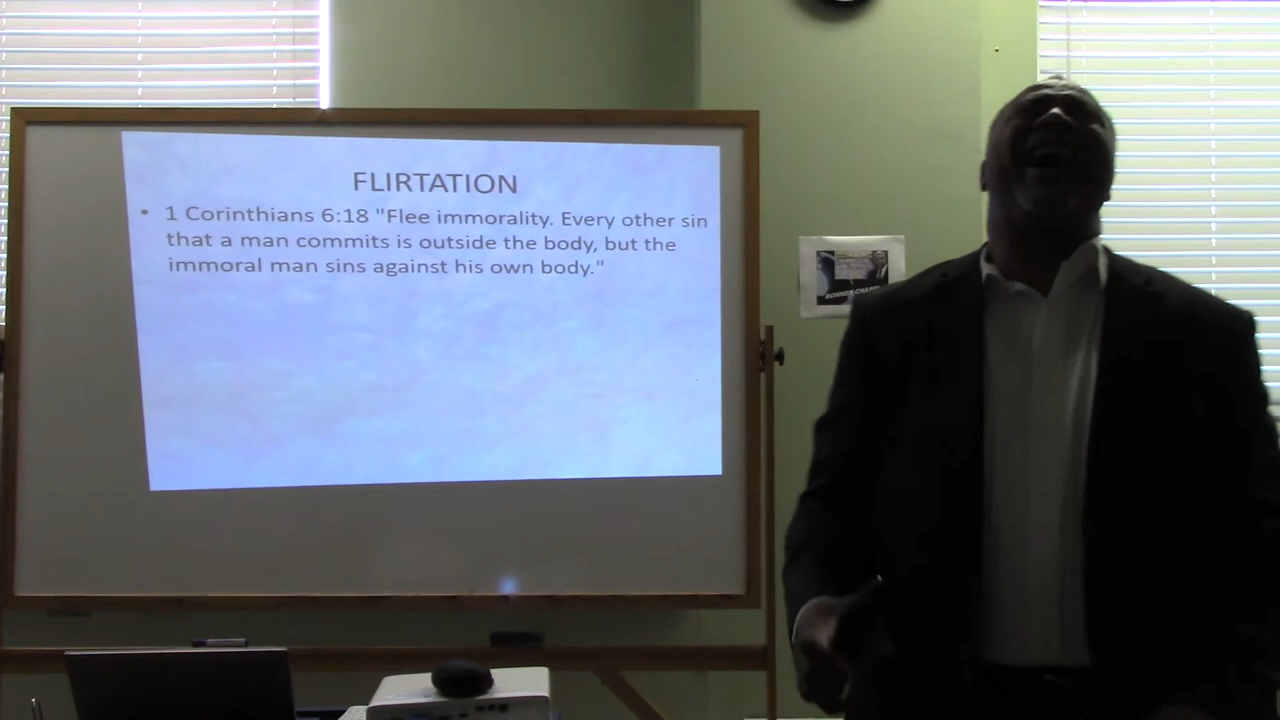 FLIRTATION
• 1 Corinthians 6:18 "Flee immorality. Every other sin
that a man commits is outside the body, but the
immoral man sins against his own body."